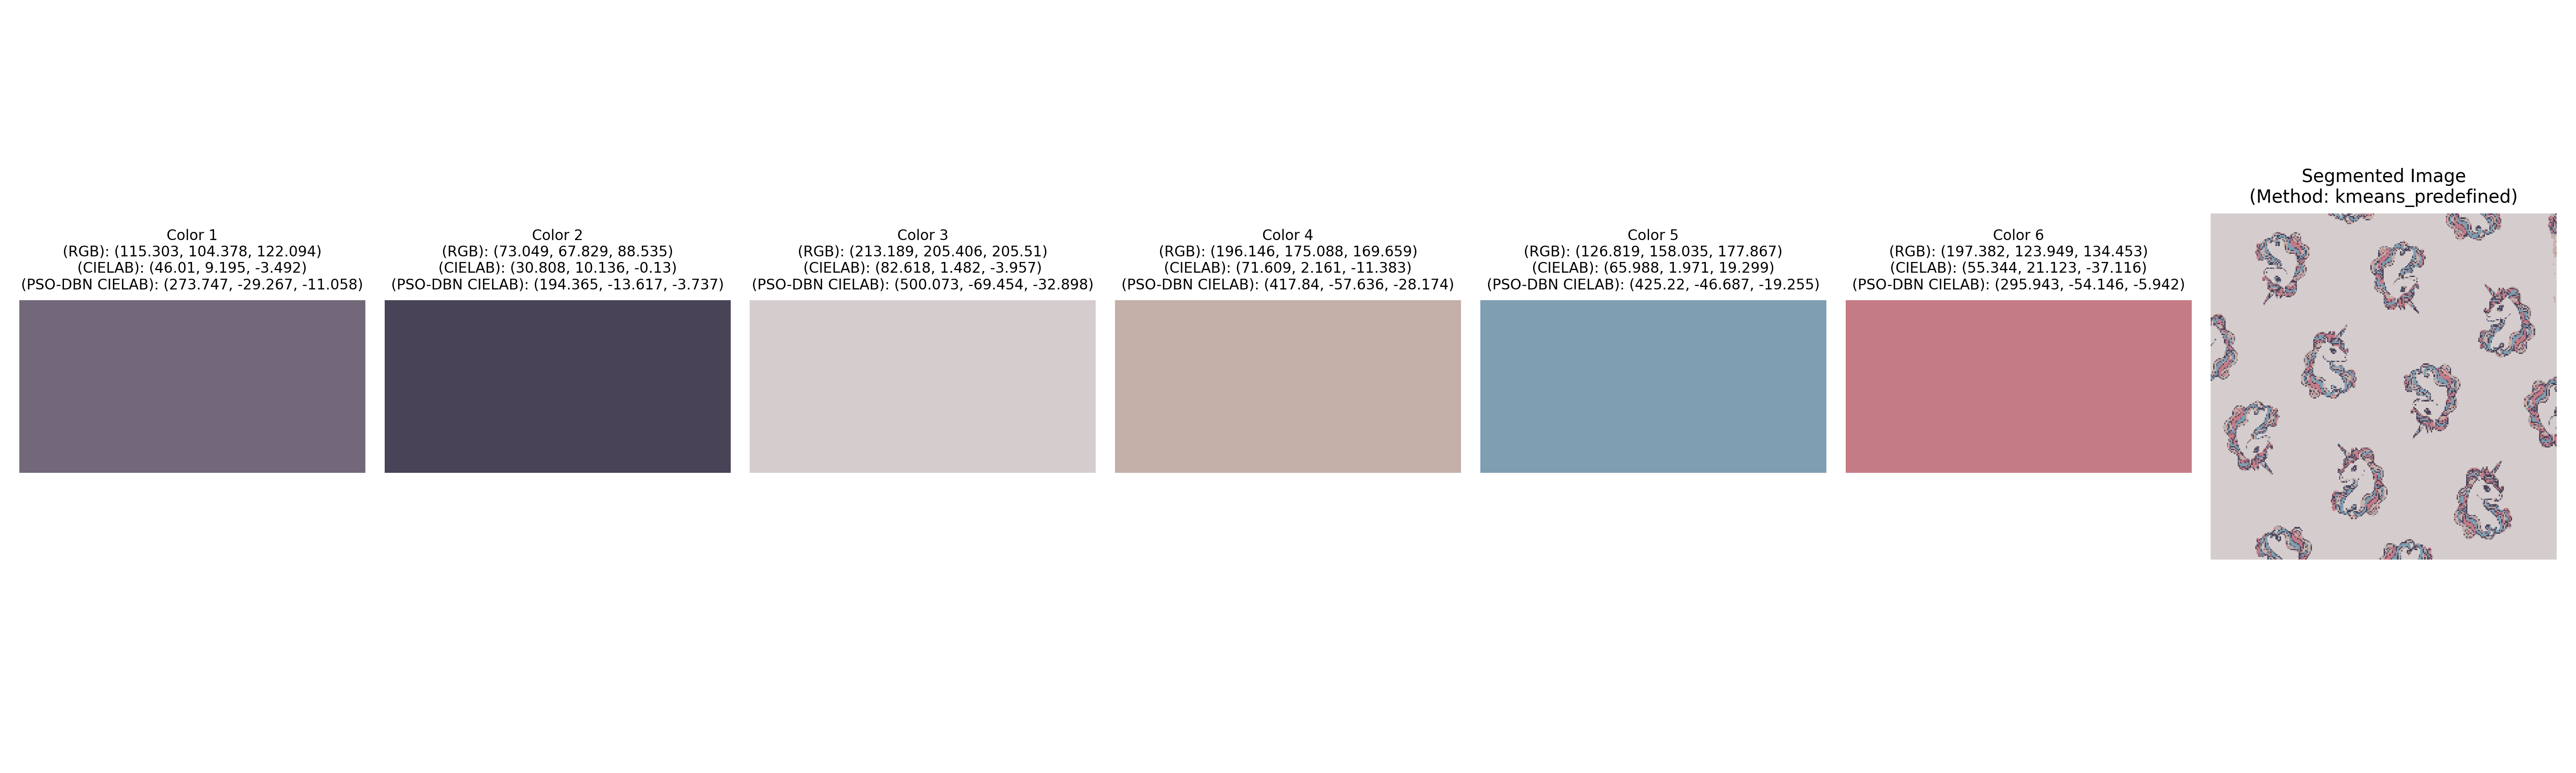 Color 1
(RGB): (115.303, 104.378, 122.094)
(CIELAB): (46.01, 9.195, -3.492)
(PSO-DBN CIELAB): (273.747, -29.267, -11.058)
Color 2
(RGB): (73.049, 67.829, 88.535)
(CIELAB): (30.808, 10.136, -0.13)
(PSO-DBN CIELAB): (194.365, -13.617, -3.737)
Color 3
(RGB): (213.189, 205.406, 205.51)
(CIELAB): (82.618, 1.482, -3.957)
(PSO-DBN CIELAB): (500.073, -69.454, -32.898)
Color 4
(RGB): (196.146, 175.088, 169.659)
(CIELAB): (71.609, 2.161, -11.383)
(PSO-DBN CIELAB): (417.84, -57.636, -28.174)
Color 5
(RGB): (126.819, 158.035, 177.867)
(CIELAB): (65.988, 1.971, 19.299)
(PSO-DBN CIELAB): (425.22, -46.687, -19.255)
Color 6
(RGB): (197.382, 123.949, 134.453)
(CIELAB): (55.344, 21.123, -37.116)
(PSO-DBN CIELAB): (295.943, -54.146, -5.942)
Segmented Image
(Method: kmeans_predefined)